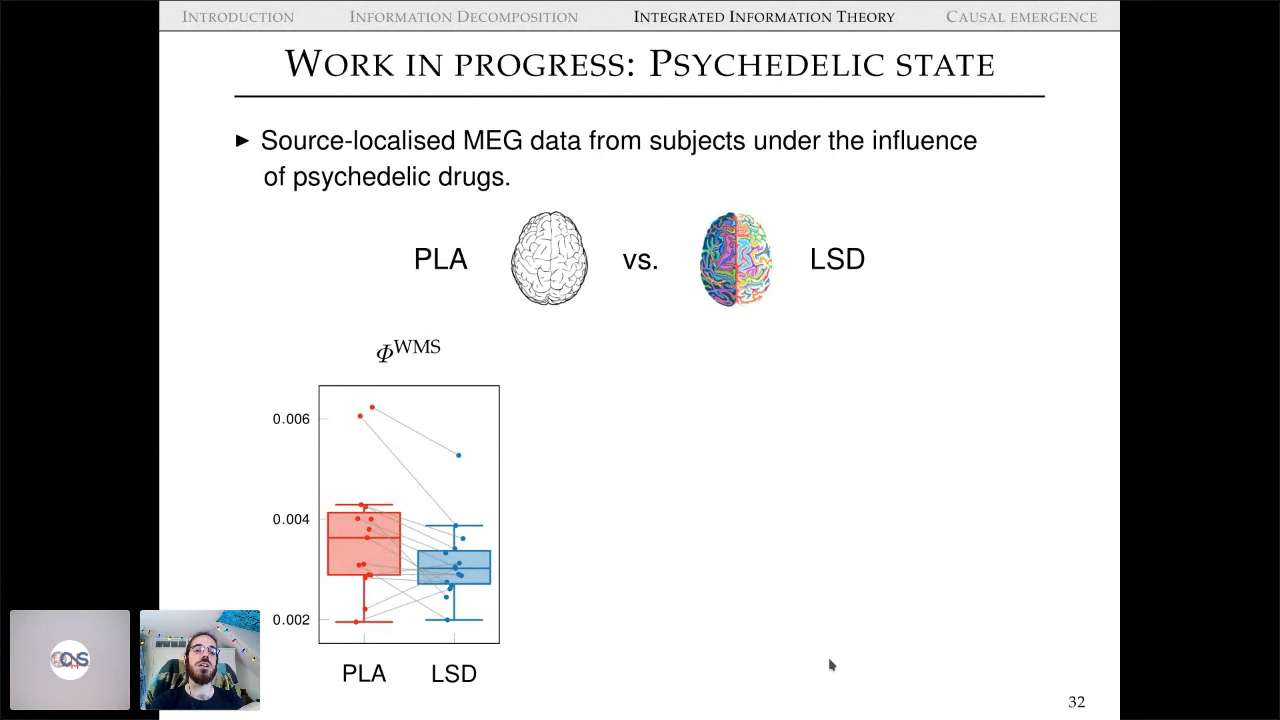 INTRODUCTION INFORMATION DECOMPOSITION INTEGRATED INFORMATION THEORY CAUSAL EMERGENCE
WORK IN PROGRESS: PSYCHEDELIC STATE
▶ Source-localised MEG data from subjects under the influence
of psychedelic drugs.
PLA vs. LSD
Φ^WMS
0.006
0.004
0.002
PLA LSD
32